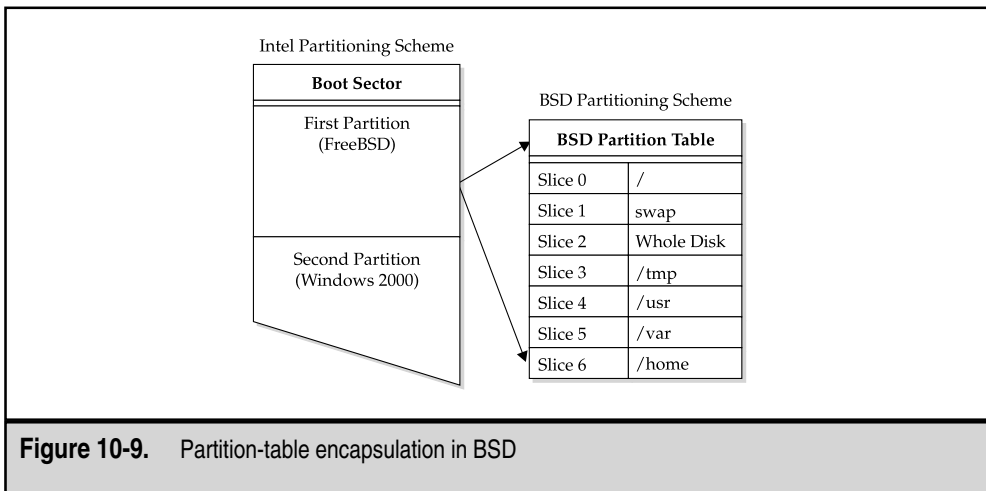 Intel Partitioning Scheme
Boot Sector
First Partition
(FreeBSD)
Second Partition
(Windows 2000)
BSD Partitioning Scheme
BSD Partition Table
Slice 0 /
Slice 1 swap
Slice 2 Whole Disk
Slice 3 /tmp
Slice 4 /usr
Slice 5 /var
Slice 6 /home
Figure 10-9. Partition-table encapsulation in BSD